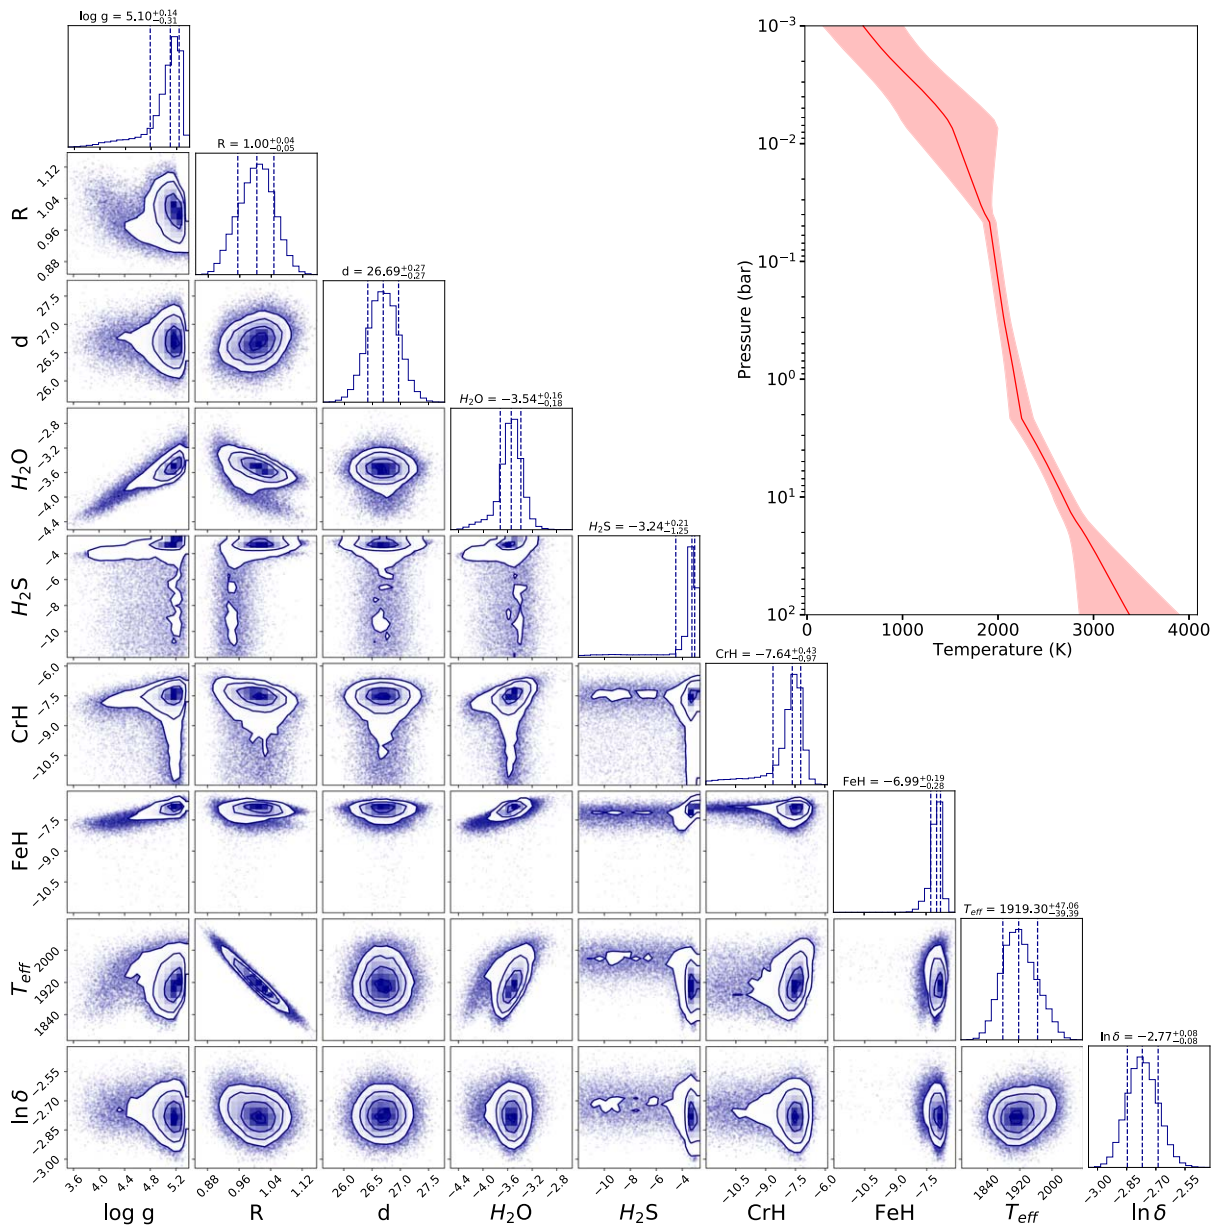 log g = 5.10+0.14 −0.31
R = 1.00+0.04 −0.05
d = 26.69+0.27 −0.27
H2O = −3.54+0.16 −0.18
H2S = −3.24+0.21 −1.25
CrH = −7.64+0.43 −0.97
FeH = −6.99+0.19 −0.28
Teff = 1919.30+47.06 −39.39
ln δ = −2.77+0.08 −0.08
10−3
10−2
10−1
100
101
102
Pressure (bar)
0 1000 2000 3000 4000
Temperature (K)
R
1.12
1.04
0.96
0.88
d
27.5
27.0
26.5
26.0
H2O
−2.8
−3.2
−3.6
−4.0
−4.4
H2S
−4
−6
−8
−10
CrH
−6.0
−7.5
−9.0
−10.5
FeH
−7.5
−9.0
−10.5
Teff
2000
1920
1840
ln δ
−2.55
−2.70
−2.85
−3.00
3.6 4.0 4.4 4.8 5.2
0.88 0.96 1.04 1.12
26.0 26.5 27.0 27.5
−4.4 −4.0 −3.6 −3.2 −2.8
−10 −8 −6 −4
−10.5 −9.0 −7.5 −6.0
−10.5 −9.0 −7.5
1840 1920 2000
−3.00 −2.85 −2.70 −2.55
log g R d H2O H2S CrH FeH Teff ln δ